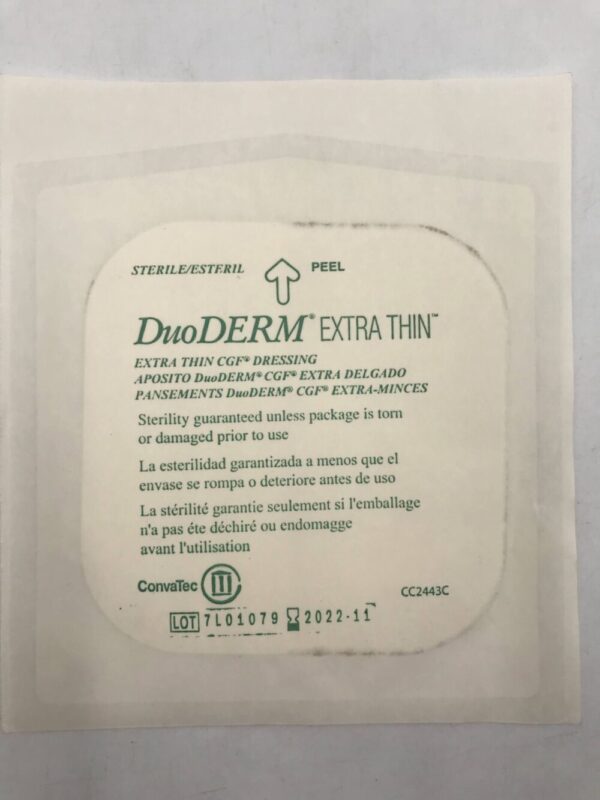 STERILE/ESTERIL PEEL
DuoDERM® EXTRA THIN™
EXTRA THIN CGF® DRESSING
APOSITO DuoDERM® CGF® EXTRA DELGADO
PANSEMENTS DuoDERM® CGF® EXTRA-MINCES
Sterility guaranteed unless package is torn
or damaged prior to use
La esterilidad garantizada a menos que el
envase se rompa o deteriore antes de uso
La stérilité garantie seulement si l'emballage
n'a pas éte déchiré ou endomagge
avant l'utilisation
ConvaTec
CC2443C
LOT 7L01079 2022-11